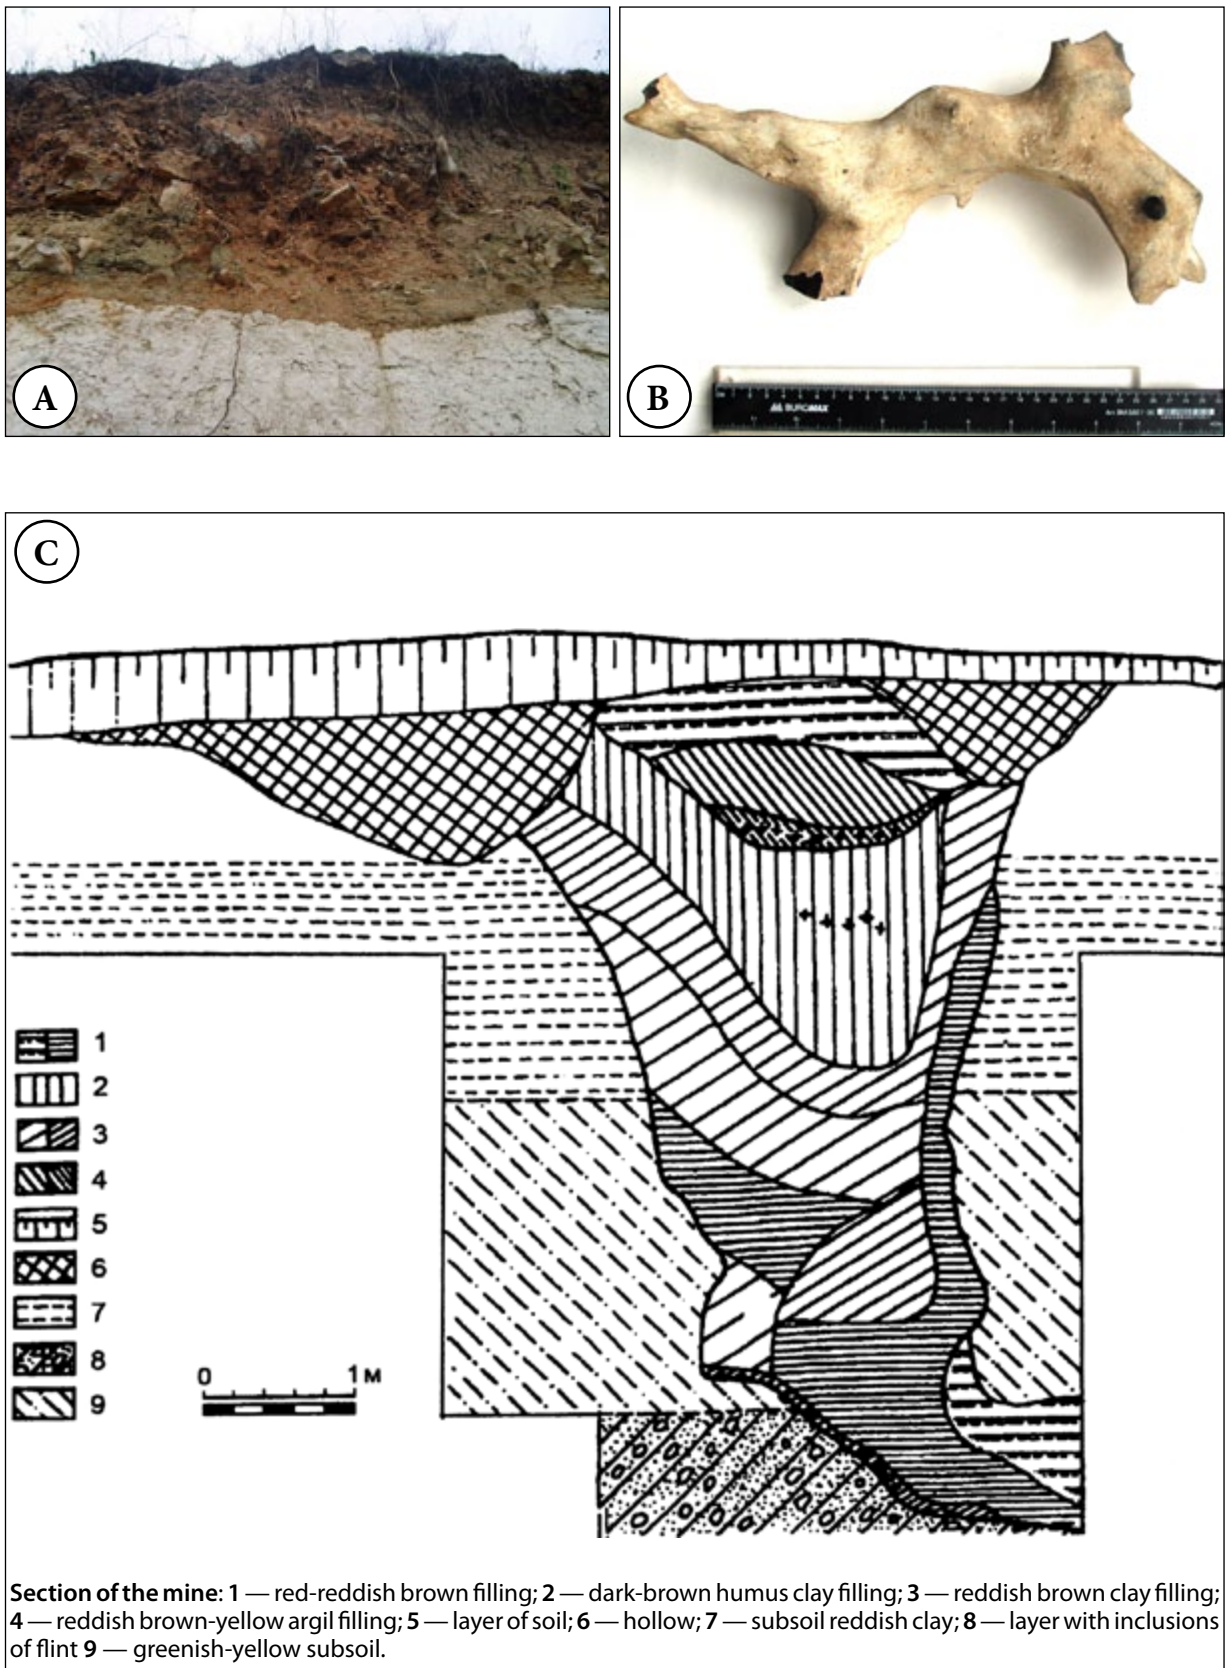 A
B
BUROMAX
C
1
2
3
4
5
6
7
8
9
0 1 м
Section of the mine: 1 — red-reddish brown filling; 2 — dark-brown humus clay filling; 3 — reddish brown clay filling;
4 — reddish brown-yellow argil filling; 5 — layer of soil; 6 — hollow; 7 — subsoil reddish clay; 8 — layer with inclusions
of flint 9 — greenish-yellow subsoil.